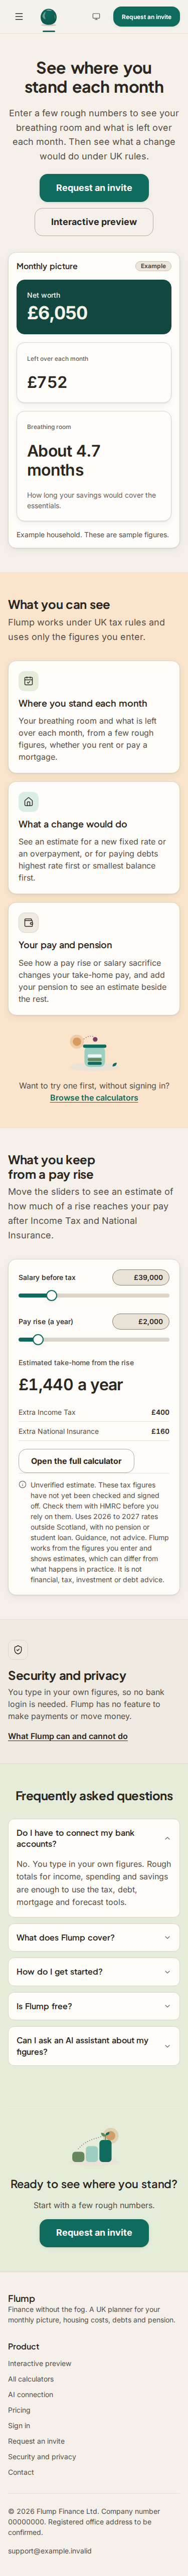 Request an invite
See where you
stand each month
Enter a few rough numbers to see your
breathing room and what is left over
each month. Then see what a change
would do under UK rules.
Request an invite
Interactive preview
Monthly picture
Example
Net worth
£6,050
Left over each month
£752
Breathing room
About 4.7
months
How long your savings would cover the
essentials.
Example household. These are sample figures.
What you can see
Flump works under UK tax rules and
uses only the figures you enter.
Where you stand each month
Your breathing room and what is left
over each month, from a few rough
figures, whether you rent or pay a
mortgage.
What a change would do
See an estimate for a new fixed rate or
an overpayment, or for paying debts
highest rate first or smallest balance
first.
Your pay and pension
See how a pay rise or salary sacrifice
changes your take-home pay, and add
your pension to see an estimate beside
the rest.
Want to try one first, without signing in?
Browse the calculators
What you keep
from a pay rise
Move the sliders to see an estimate of
how much of a rise reaches your pay
after Income Tax and National
Insurance.
Salary before tax
£39,000
Pay rise (a year)
£2,000
Estimated take-home from the rise
£1,440 a year
Extra Income Tax
£400
Extra National Insurance
£160
Open the full calculator
Unverified estimate. These tax figures
have not yet been checked and signed
off. Check them with HMRC before you
rely on them. Uses 2026 to 2027 rates
outside Scotland, with no pension or
student loan. Guidance, not advice. Flump
works from the figures you enter and
shows estimates, which can differ from
what happens in practice. It is not
financial, tax, investment or debt advice.
Security and privacy
You type in your own figures, so no bank
login is needed. Flump has no feature to
make payments or move money.
What Flump can and cannot do
Frequently asked questions
Do I have to connect my bank
accounts?
No. You type in your own figures. Rough
totals for income, spending and savings
are enough to use the tax, debt,
mortgage and forecast tools.
What does Flump cover?
How do I get started?
Is Flump free?
Can I ask an AI assistant about my
figures?
Ready to see where you stand?
Start with a few rough numbers.
Request an invite
Flump
Finance without the fog. A UK planner for your
monthly picture, housing costs, debts and pension.
Product
Interactive preview
All calculators
AI connection
Pricing
Sign in
Request an invite
Security and privacy
Contact
© 2026 Flump Finance Ltd. Company number
00000000. Registered office address to be
confirmed.
support@example.invalid